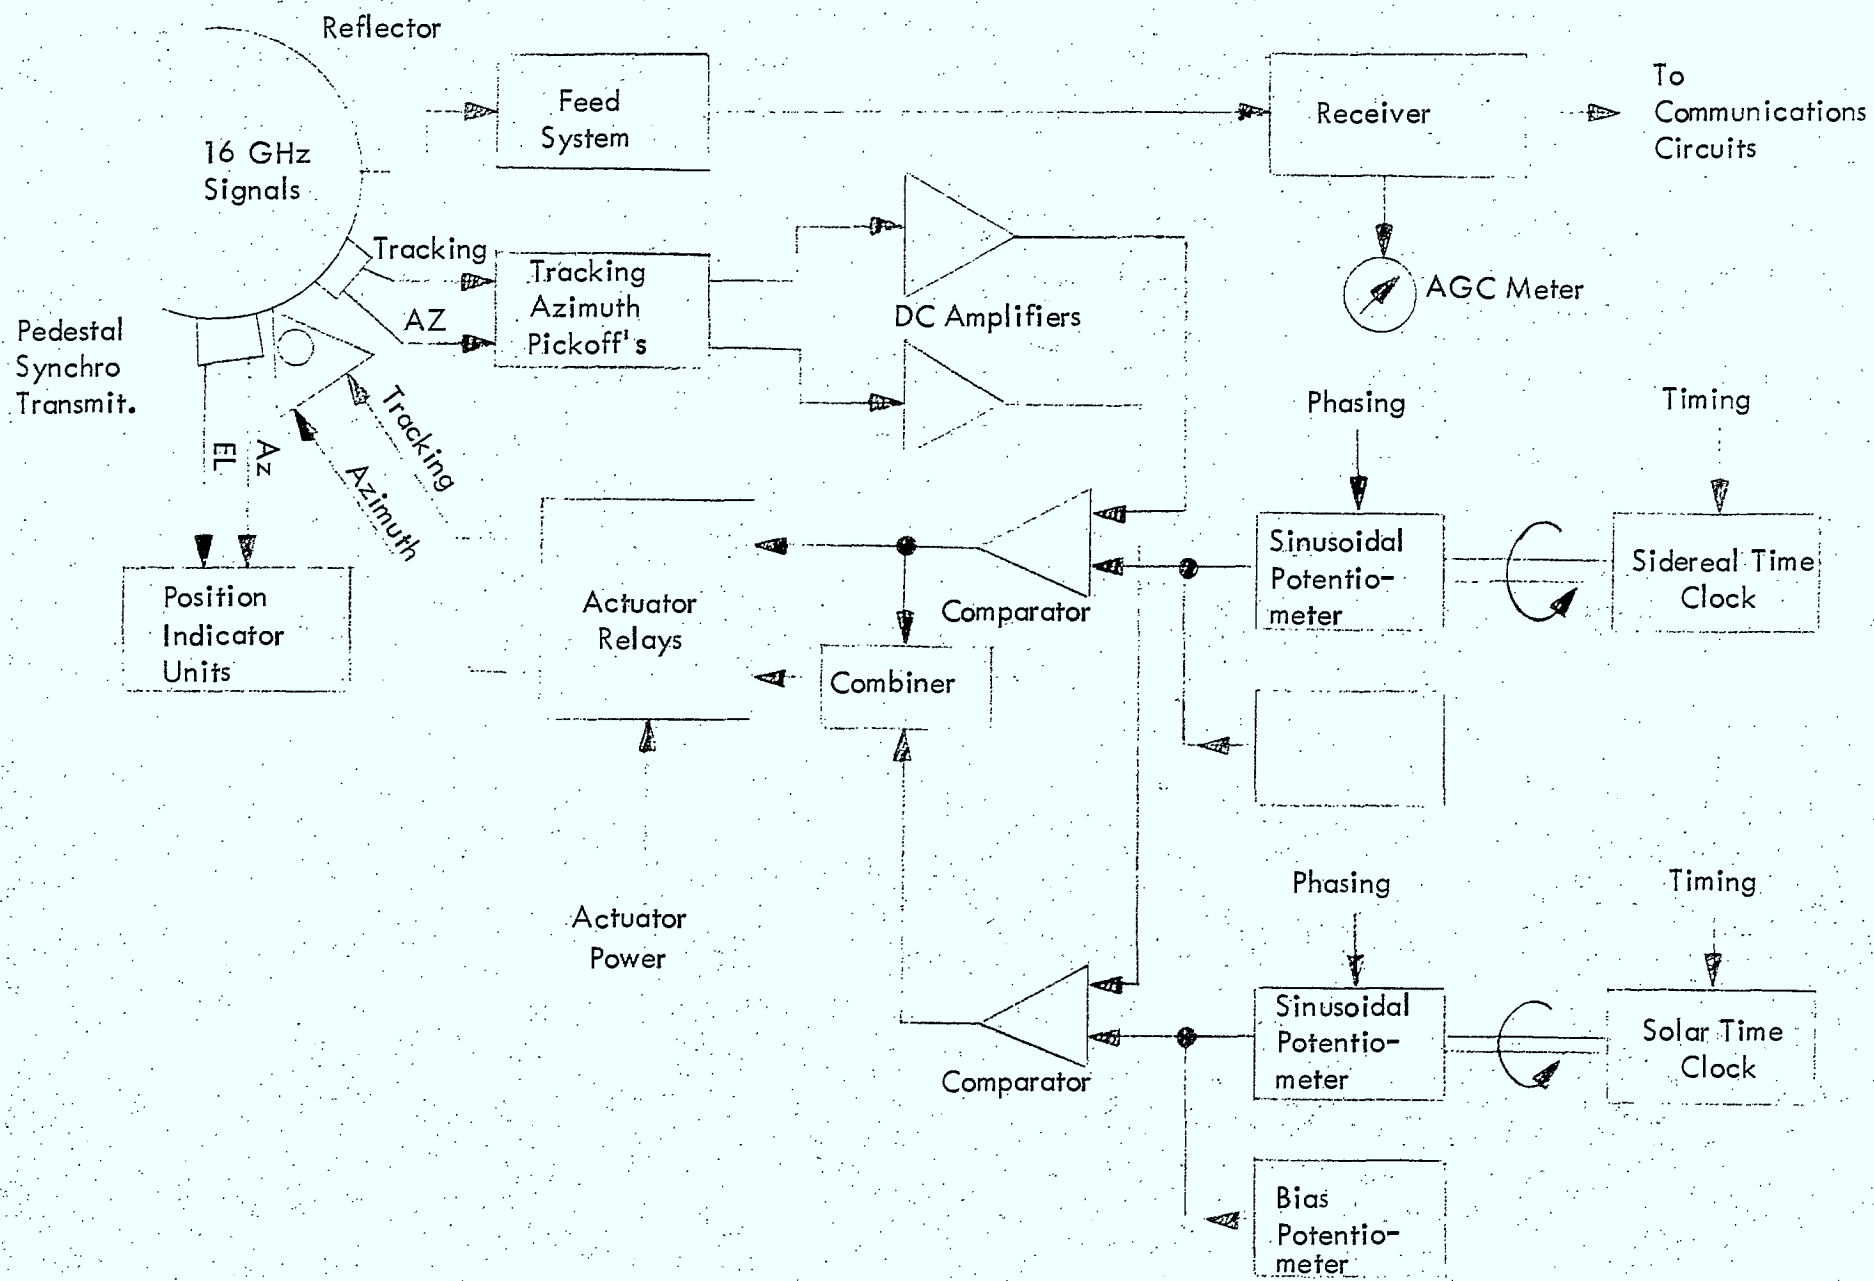 Reflector
Feed
System
Receiver
To
Communications
Circuits
16 GHz
Signals
Tracking
AZ
Tracking
Azimuth
Pickoff's
DC Amplifiers
AGC Meter
Pedestal
Synchro
Transmit.
EL
Az
Tracking
Azimuth
Phasing
Timing
Position
Indicator
Units
Actuator
Relays
Comparator
Combiner
Sinusoidal
Potentio-
meter
Sidereal Time
Clock
Actuator
Power
Phasing
Timing
Comparator
Sinusoidal
Potentio-
meter
Solar Time
Clock
Bias
Potentio-
meter